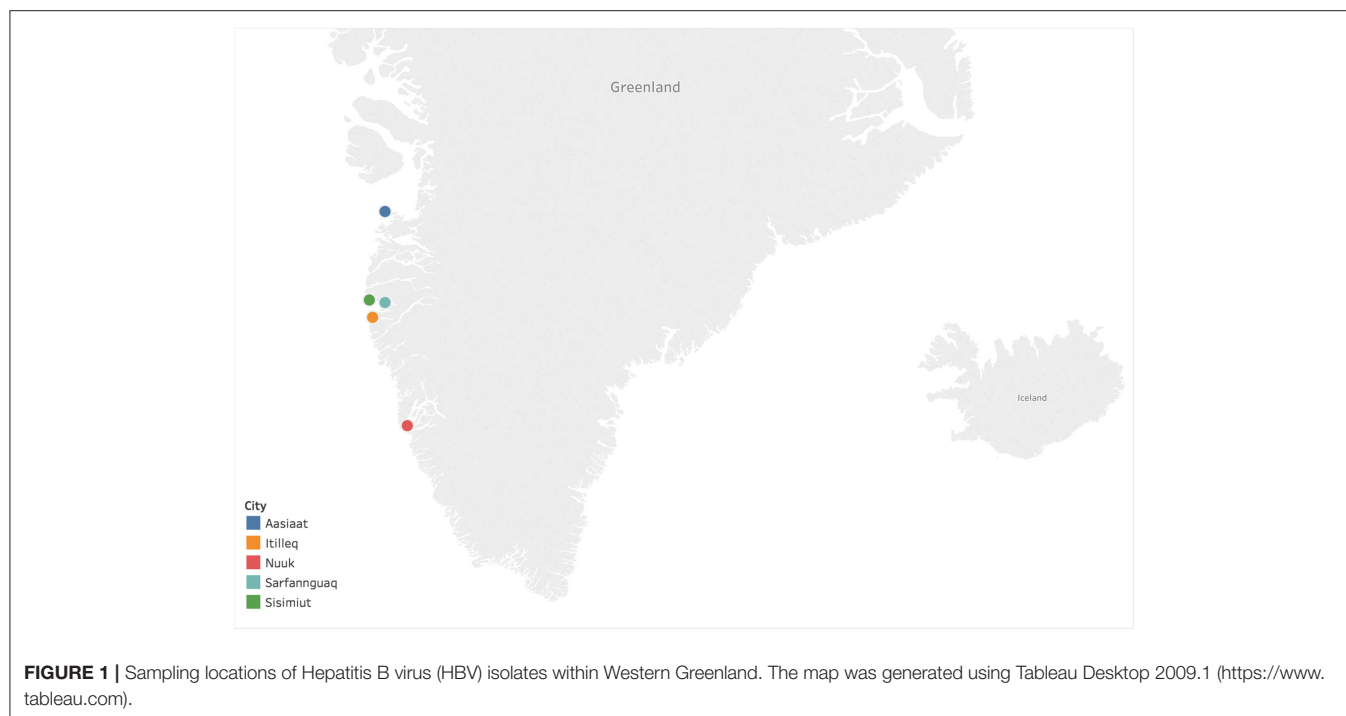 Greenland
Iceland
City
Aasiaat
Itilleq
Nuuk
Sarfannguaq
Sisimiut
FIGURE 1 | Sampling locations of Hepatitis B virus (HBV) isolates within Western Greenland. The map was generated using Tableau Desktop 2009.1 (https://www.
tableau.com).